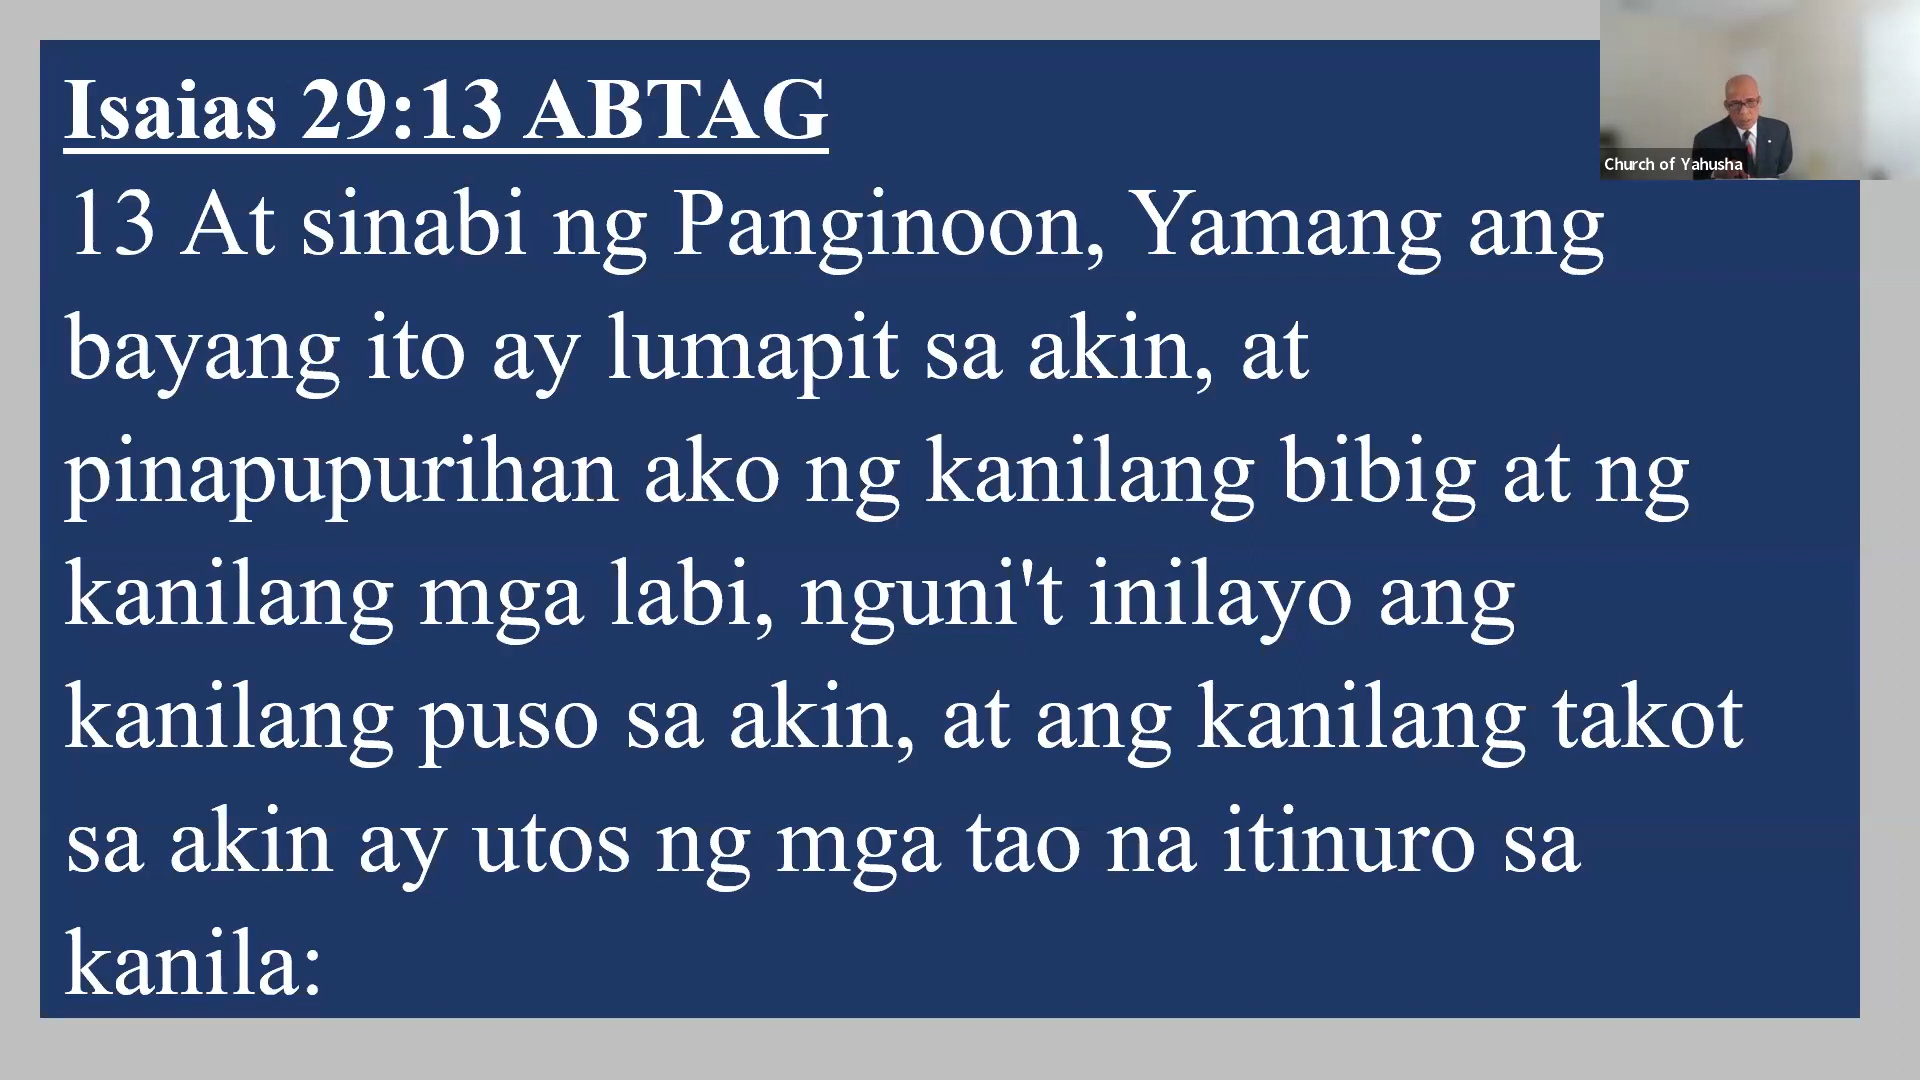 Isaias 29:13 ABTAG
Church of Yahusha
13 At sinabi ng Panginoon, Yamang ang
bayang ito ay lumapit sa akin, at
pinapupurihan ako ng kanilang bibig at ng
kanilang mga labi, nguni't inilayo ang
kanilang puso sa akin, at ang kanilang takot
sa akin ay utos ng mga tao na itinuro sa
kanila: